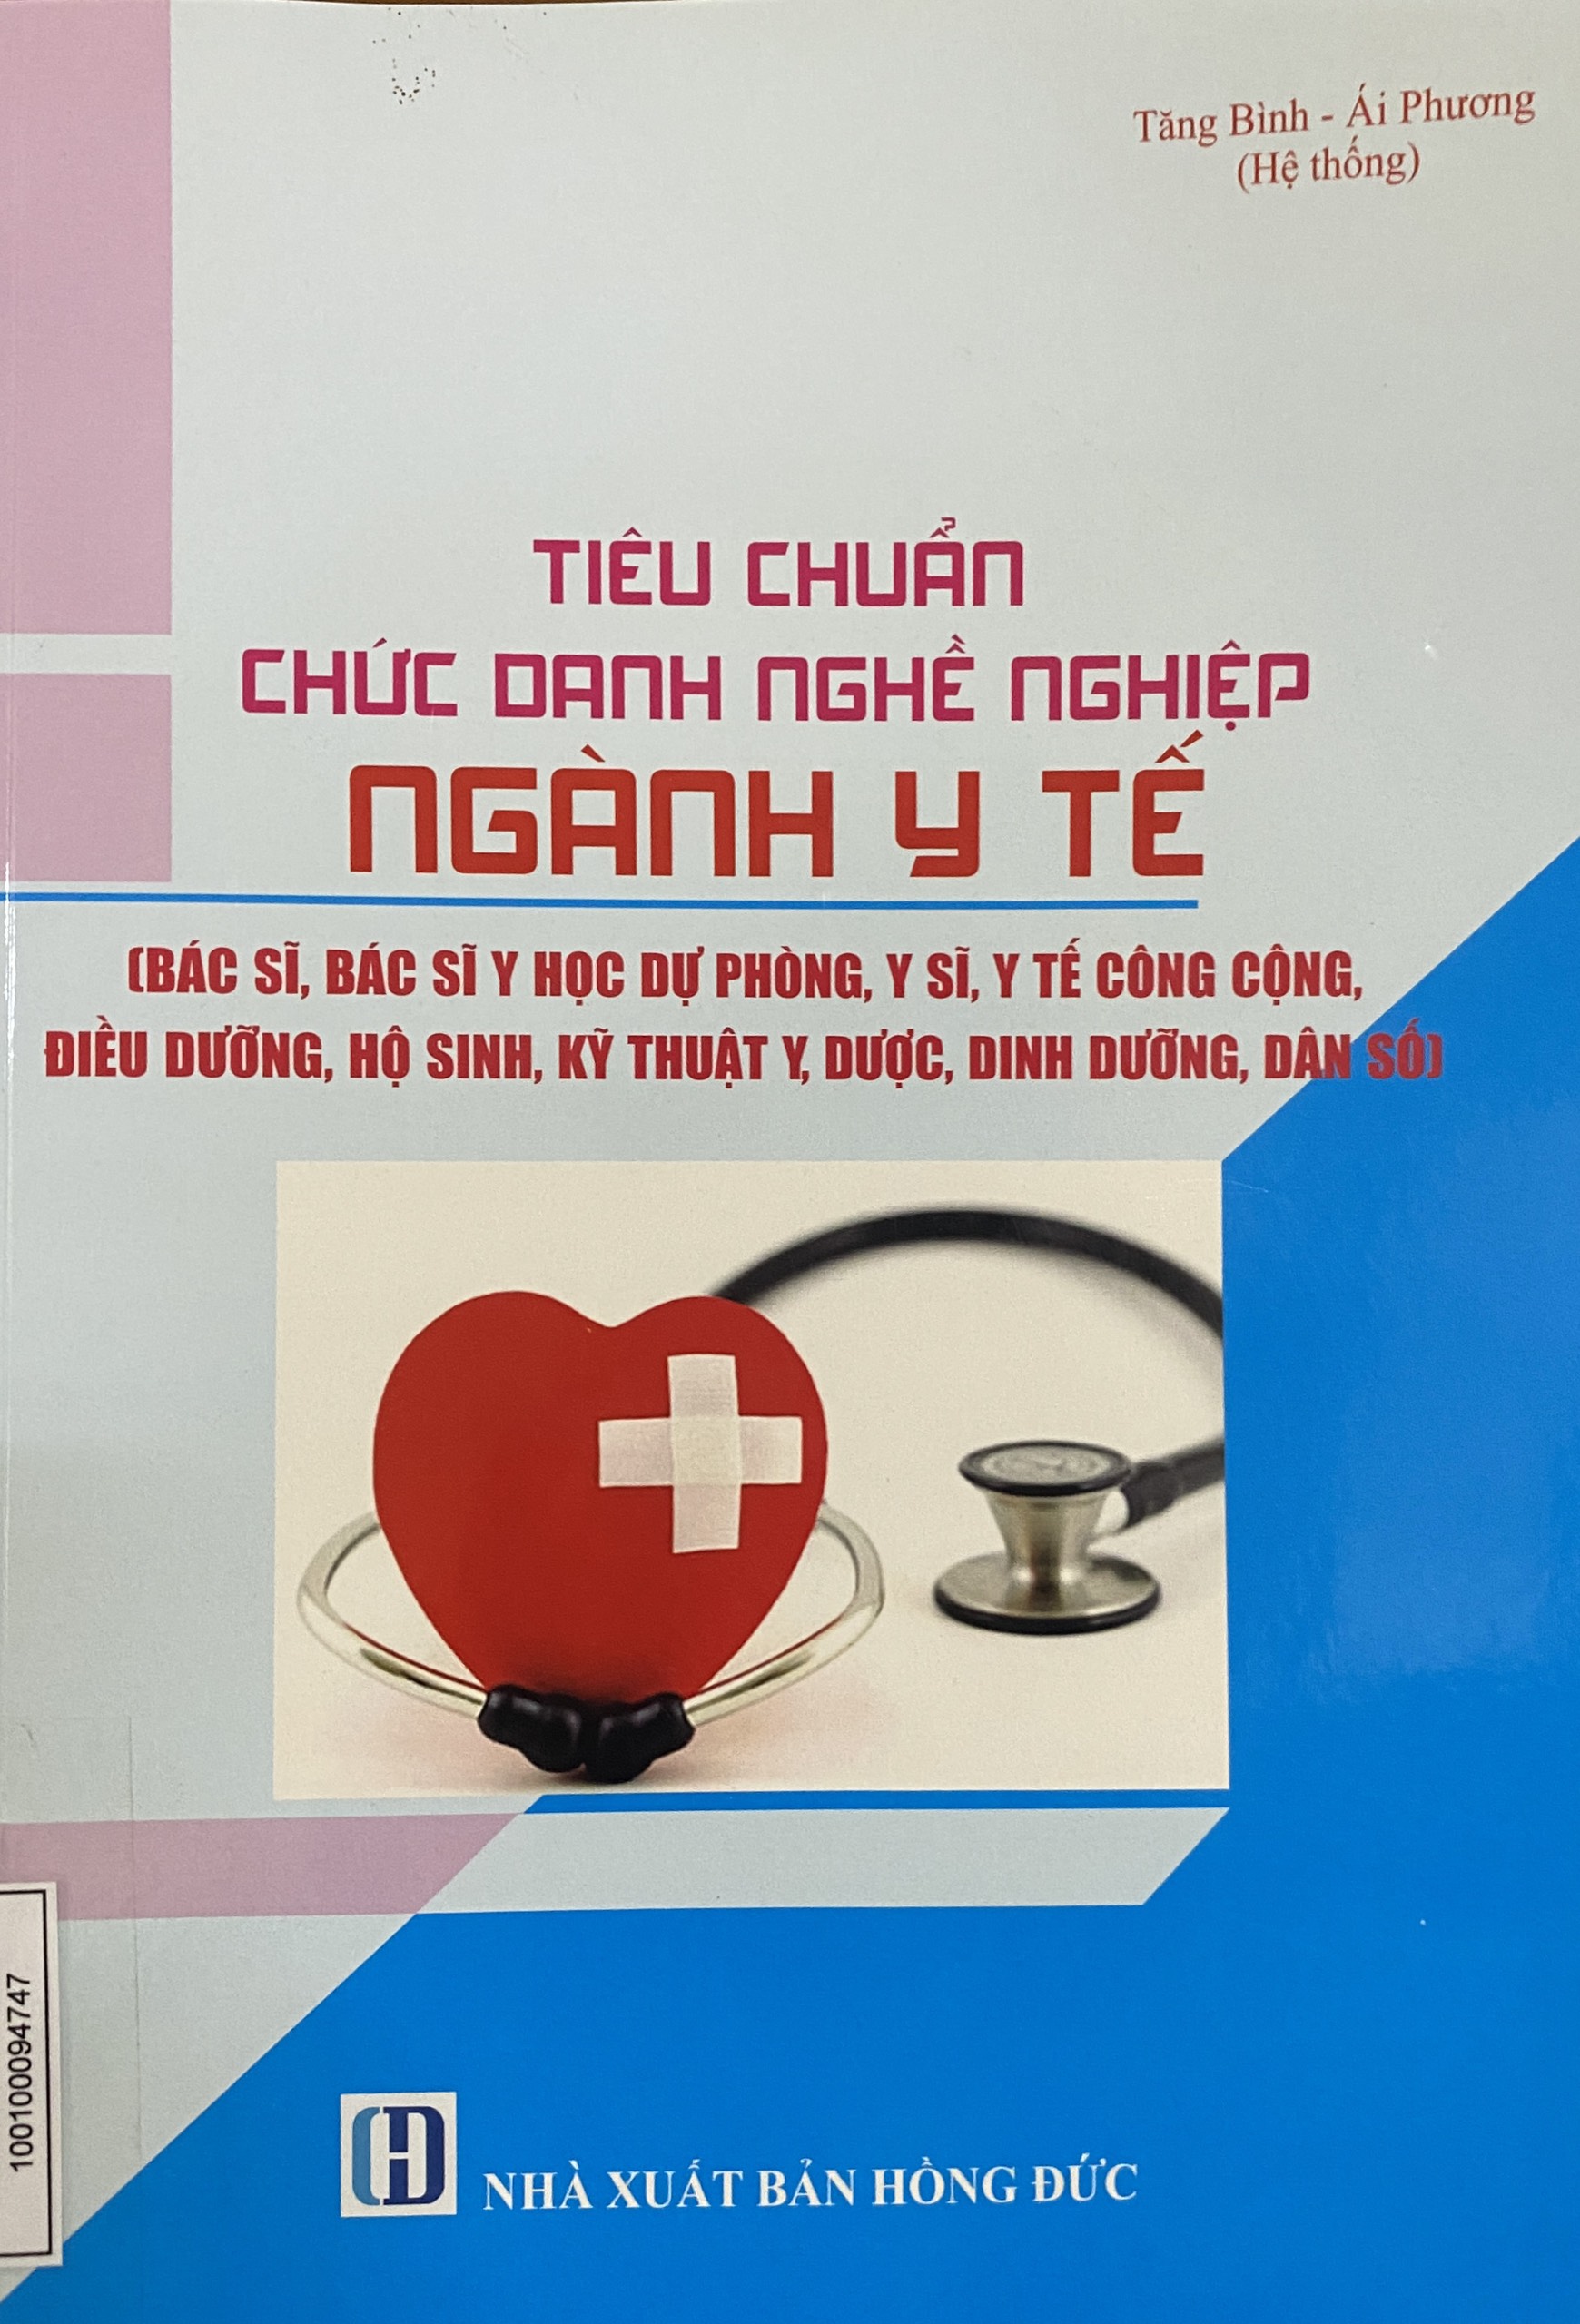 Tăng Bình - Ái Phương
(Hệ thống)
TIÊU CHUẨN
CHỨC DANH NGHỀ NGHIỆP
NGÀNH Y TẾ
(BÁC SĨ, BÁC SĨ Y HỌC DỰ PHÒNG, Y SĨ, Y TẾ CÔNG CỘNG,
ĐIỀU DƯỠNG, HỘ SINH, KỸ THUẬT Y, DƯỢC, DINH DƯỠNG, DÂN SỐ)
100100094747
NHÀ XUẤT BẢN HỒNG ĐỨC